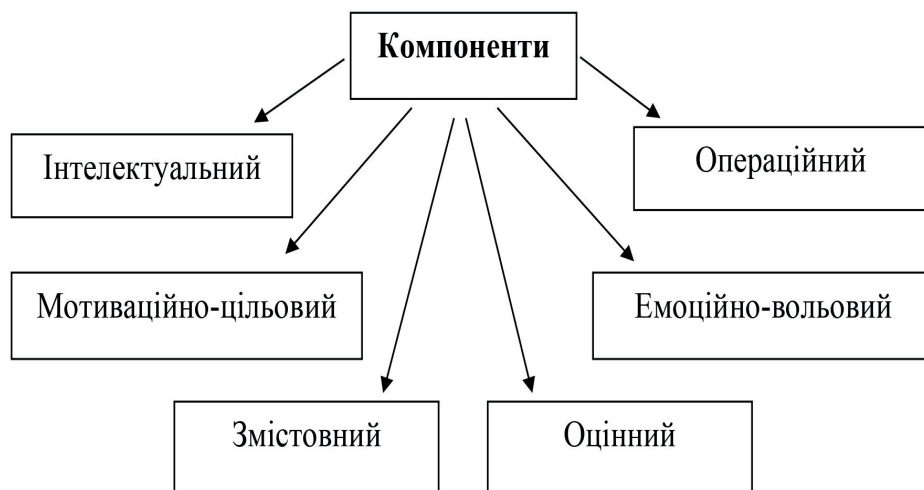 Компоненти
Інтелектуальний
Операційний
Мотиваційно-цільовий
Емоційно-вольовий
Змістовний
Оцінний